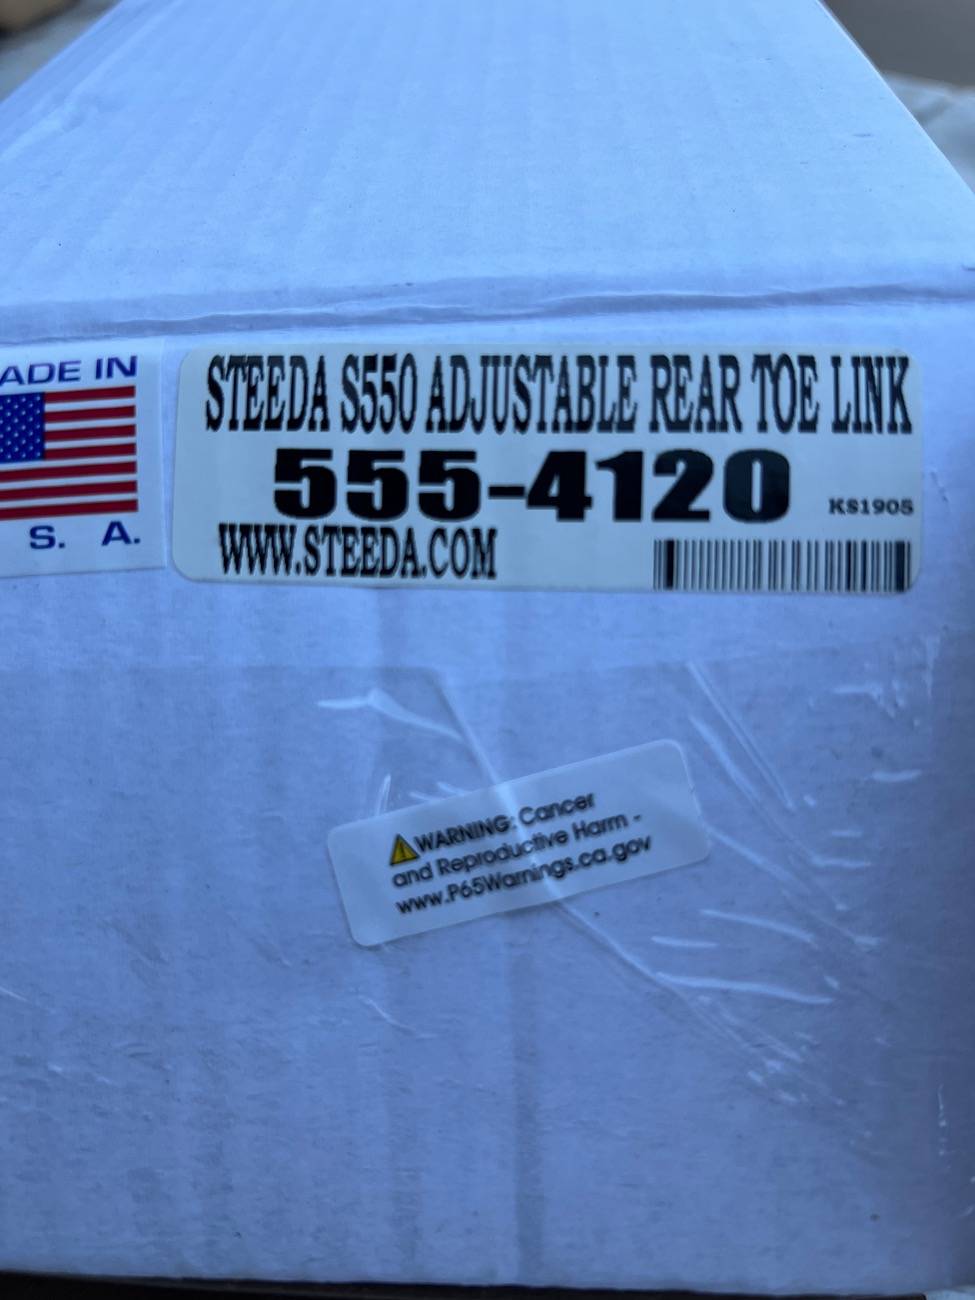 ADE IN
S. A.
STEEDA S550 ADJUSTABLE REAR TOE LINK
555-4120
KS1905
WWW.STEEDA.COM
WARNING: Cancer
and Reproductive Harm -
www.P65Warnings.ca.gov